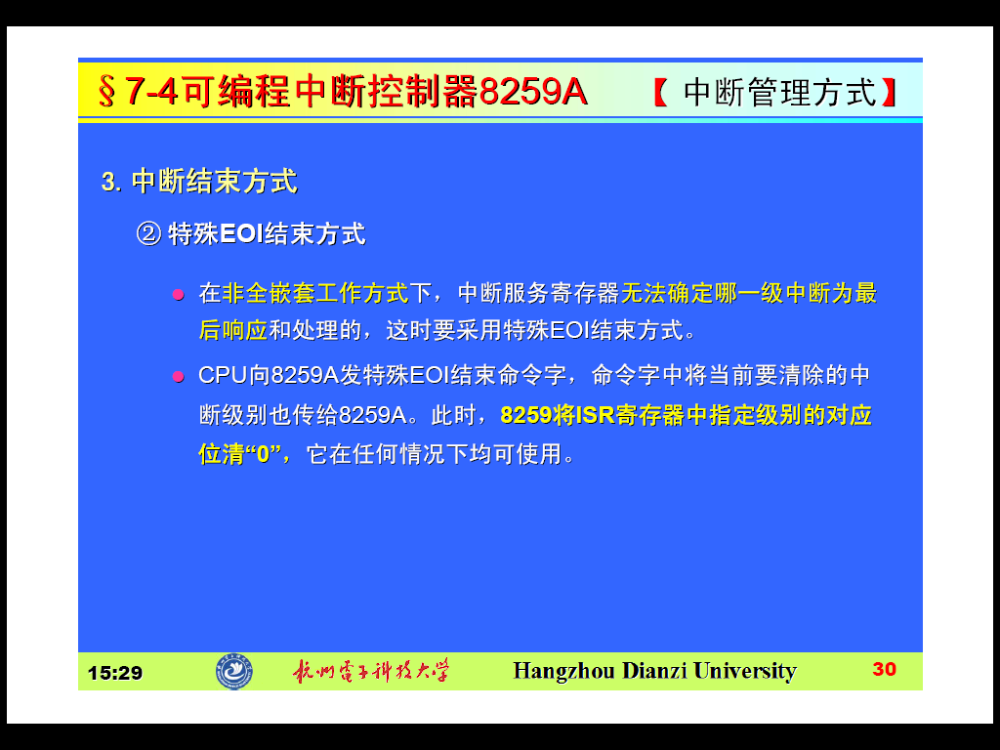 §7-4可编程中断控制器8259A 【 中断管理方式】
3. 中断结束方式
② 特殊EOI结束方式
● 在非全嵌套工作方式下，中断服务寄存器无法确定哪一级中断为最
后响应和处理的，这时要采用特殊EOI结束方式。
● CPU向8259A发特殊EOI结束命令字，命令字中将当前要清除的中
断级别也传给8259A。此时，8259将ISR寄存器中指定级别的对应
位清“0”，它在任何情况下均可使用。
15:29 杭州电子科技大学 Hangzhou Dianzi University 30